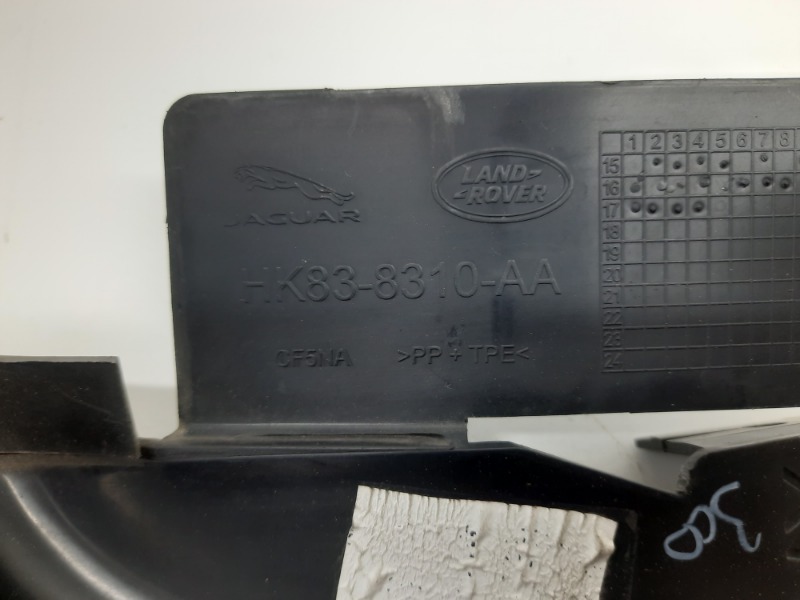 JAGUAR
LAND
ROVER
HK83-8310-AA
CF5NA
>PP + TPE<
1 2 3 4 5 6 7 8
15
16
17
18
19
20
21
22
23
24
300